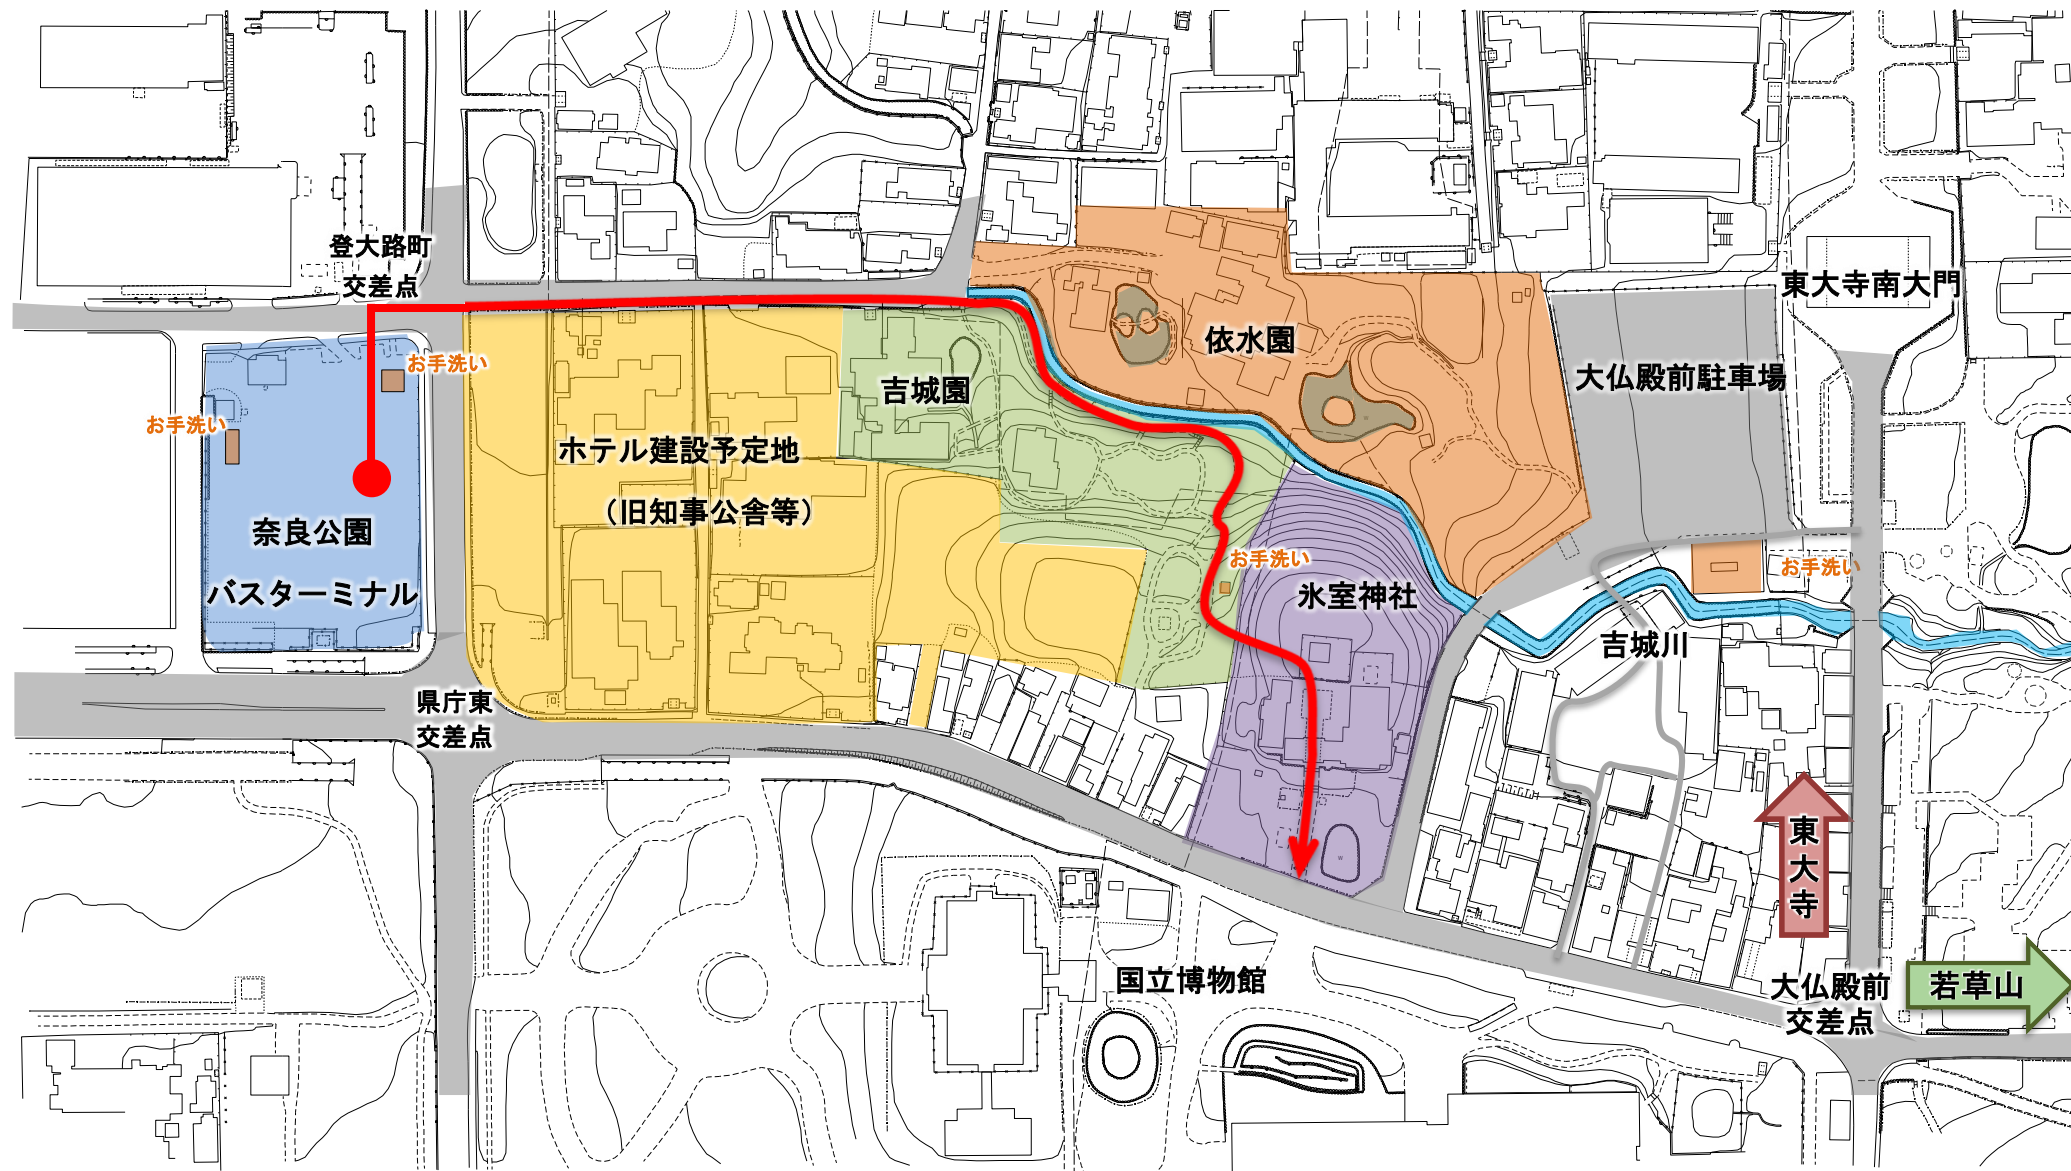 登大路町
交差点
東大寺南大門
依水園
お手洗い
吉城園
大仏殿前駐車場
お手洗い
ホテル建設予定地
(旧知事公舎等)
奈良公園
バスターミナル
お手洗い
お手洗い
氷室神社
吉城川
県庁東
交差点
東大寺
国立博物館
大仏殿前
交差点
若草山